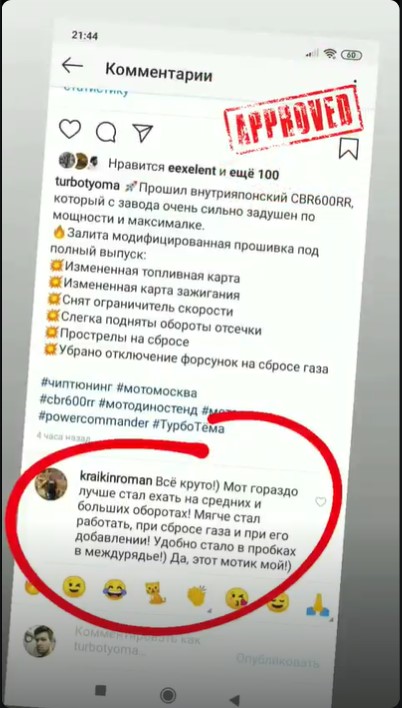 21:44
60
Комментарии
статистику
APPROVED
Нравится eexelent и ещё 100
turbotyoma 🚀Прошил внутрияпонский CBR600RR,
который с завода очень сильно задушен по
мощности и максималке.
🔥Залита модифицированная прошивка под
полный выпуск:
💥Измененная топливная карта
💥Измененная карта зажигания
💥Снят ограничитель скорости
💥Слегка подняты обороты отсечки
💥Прострелы на сбросе
💥Убрано отключение форсунок на сбросе газа
#чиптюнинг #мотомосква
#cbr600rr #мотодиностенд
#powercommander #ТурбоТёма
4 часа назад
kraikinroman Всё круто!) Мот гораздо
лучше стал ехать на средних и
больших оборотах! Мягче стал
работать, при сбросе газа и при его
добавлении! Удобно стало в пробках
в междурядье!) Да, этот мотик мой!)
Комментировать как
turbotyoma...
Опубликовать